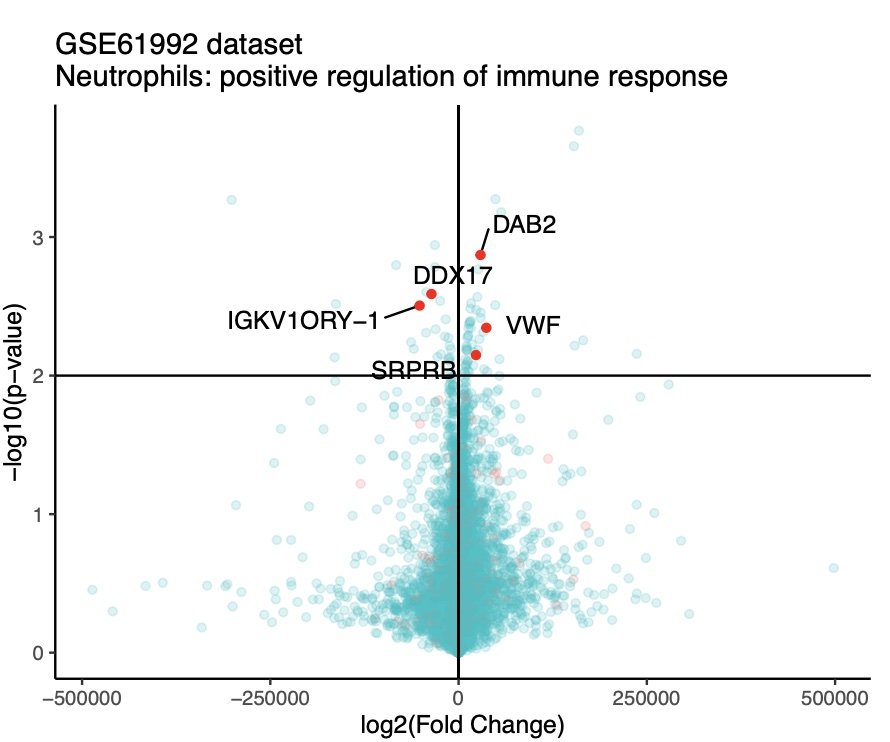 GSE61992 dataset
Neutrophils: positive regulation of immune response
DAB2
DDX17
IGKV1ORY−1
VWF
SRPRB
−log10(p−value)
3
2
1
0
−500000
−250000
0
250000
500000
log2(Fold Change)